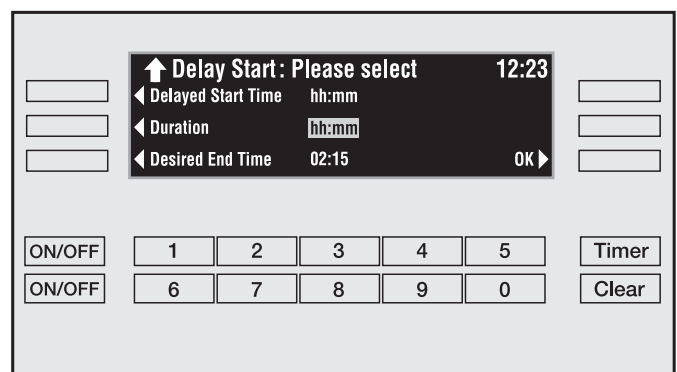 Delay Start: Please select 12:23
Delayed Start Time hh:mm
Duration hh:mm
Desired End Time 02:15 OK
ON/OFF 1 2 3 4 5 Timer
ON/OFF 6 7 8 9 0 Clear